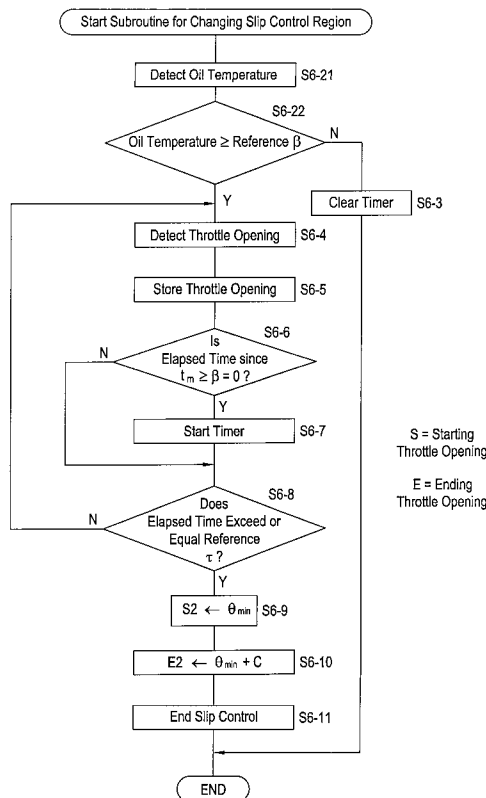 Start Subroutine for Changing Slip Control Region
Detect Oil Temperature
S6-21
S6-22
Oil Temperature ≥ Reference β
N
Y
Clear Timer
S6-3
Detect Throttle Opening
S6-4
Store Throttle Opening
S6-5
S6-6
Is
Elapsed Time since
tm ≥ β = 0 ?
N
Y
Start Timer
S6-7
S = Starting
Throttle Opening
E = Ending
Throttle Opening
S6-8
Does
Elapsed Time Exceed or
Equal Reference
τ ?
N
Y
S2 ← θmin
S6-9
E2 ← θmin + C
S6-10
End Slip Control
S6-11
END